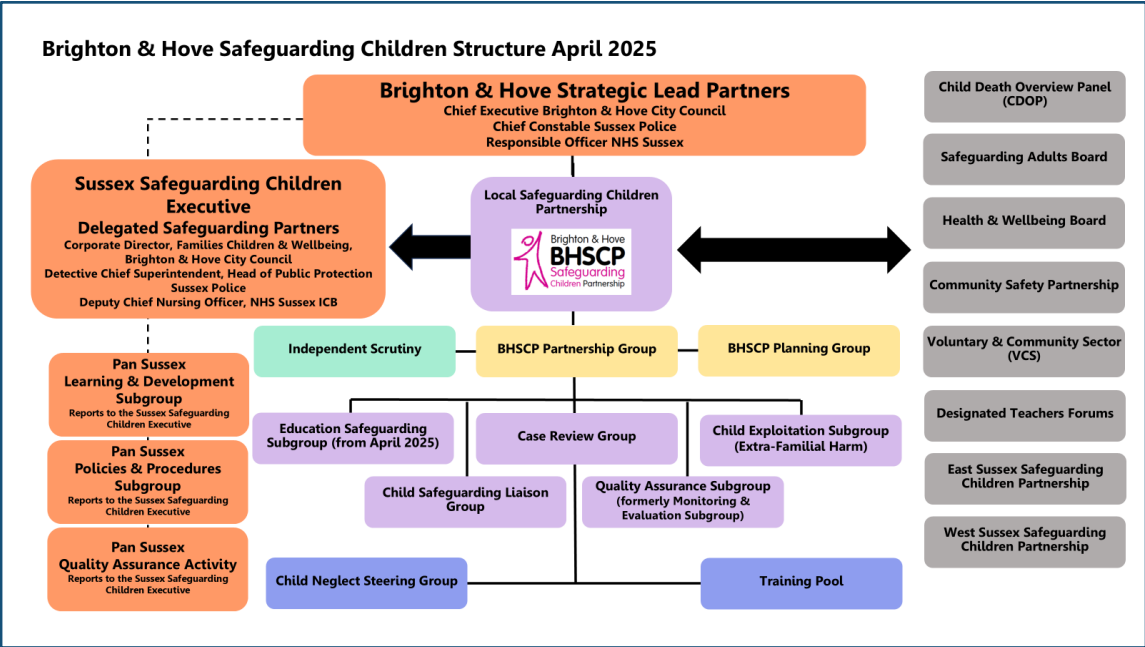 Brighton & Hove Safeguarding Children Structure April 2025
Brighton & Hove Strategic Lead Partners
Chief Executive Brighton & Hove City Council
Chief Constable Sussex Police
Responsible Officer NHS Sussex
Sussex Safeguarding Children
Executive
Delegated Safeguarding Partners
Corporate Director, Families Children & Wellbeing,
Brighton & Hove City Council
Detective Chief Superintendent, Head of Public Protection
Sussex Police
Deputy Chief Nursing Officer, NHS Sussex ICB
Local Safeguarding Children
Partnership
Brighton & Hove
BHSCP
Safeguarding
Children Partnership
Independent Scrutiny
BHSCP Partnership Group
BHSCP Planning Group
Pan Sussex
Learning & Development
Subgroup
Reports to the Sussex Safeguarding
Children Executive
Pan Sussex
Policies & Procedures
Subgroup
Reports to the Sussex Safeguarding
Children Executive
Pan Sussex
Quality Assurance Activity
Reports to the Sussex Safeguarding
Children Executive
Education Safeguarding
Subgroup (from April 2025)
Case Review Group
Child Exploitation Subgroup
(Extra-Familial Harm)
Child Safeguarding Liaison
Group
Quality Assurance Subgroup
(formerly Monitoring &
Evaluation Subgroup)
Child Neglect Steering Group
Training Pool
Child Death Overview Panel
(CDOP)
Safeguarding Adults Board
Health & Wellbeing Board
Community Safety Partnership
Voluntary & Community Sector
(VCS)
Designated Teachers Forums
East Sussex Safeguarding
Children Partnership
West Sussex Safeguarding
Children Partnership